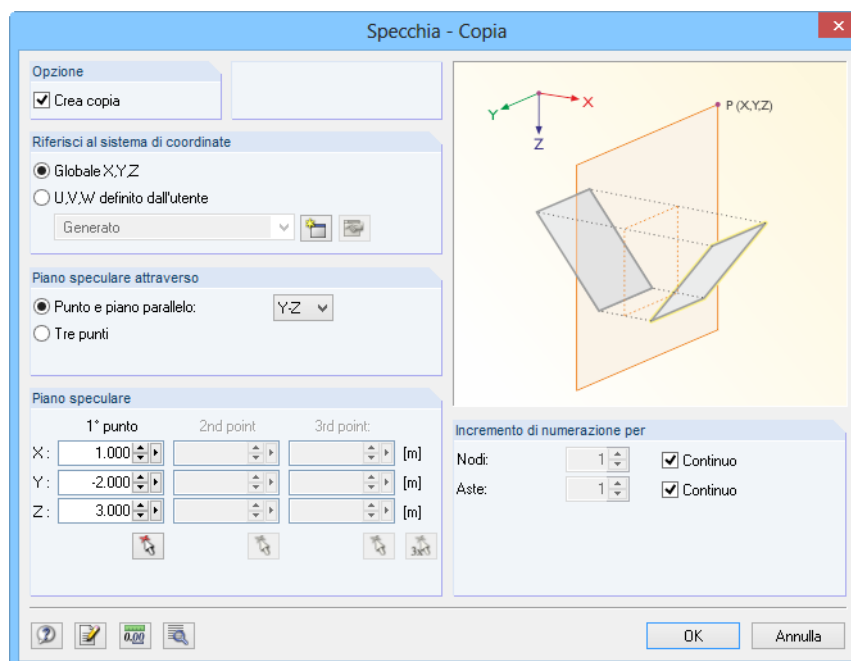 Specchia - Copia
Opzione
Crea copia
Riferisci al sistema di coordinate
Globale X,Y,Z
U,V,W definito dall'utente
Generato
Piano speculare attraverso
Punto e piano parallelo: Y-Z
Tre punti
Piano speculare
1° punto 2nd point 3rd point:
X: 1.000 [m]
Y: -2.000 [m]
Z: 3.000 [m]
3x
X
Y
Z
P (X,Y,Z)
Incremento di numerazione per
Nodi: 1 Continuo
Aste: 1 Continuo
0.00
OK Annulla